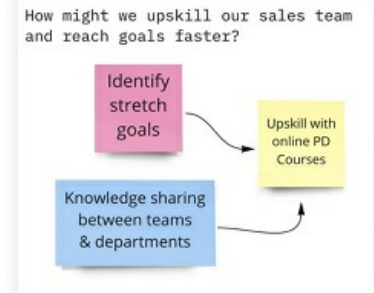 How might we upskill our sales team
and reach goals faster?
Identify
stretch
goals
Upskill with
online PD
Courses
Knowledge sharing
between teams
& departments